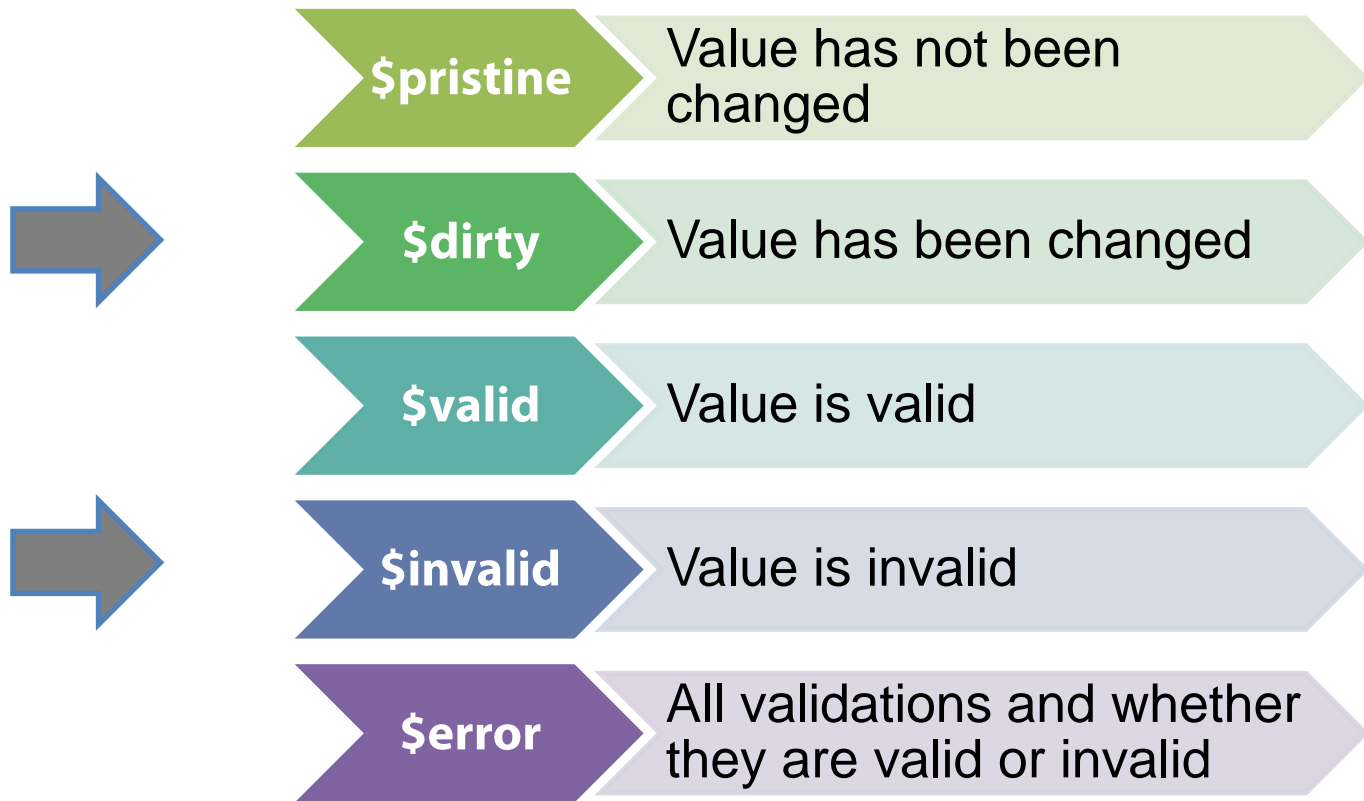 $pristine
Value has not been
changed
$dirty
Value has been changed
$valid
Value is valid
$invalid
Value is invalid
$error
All validations and whether
they are valid or invalid